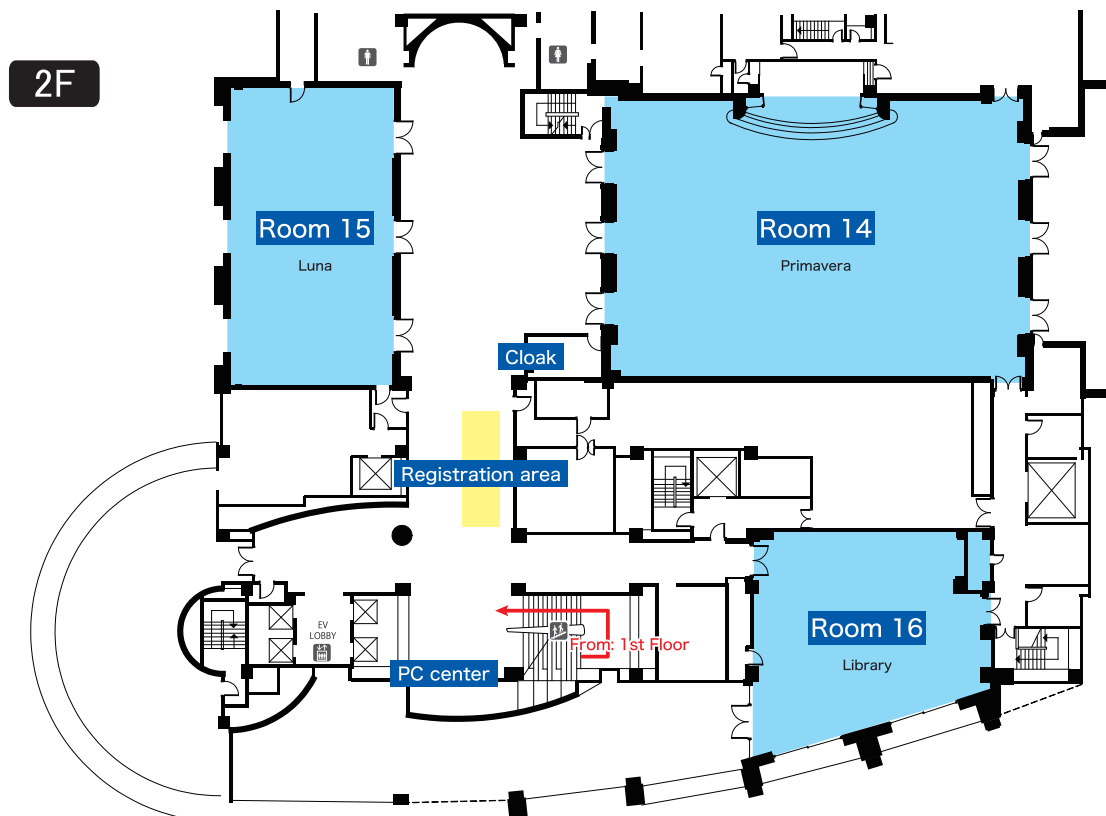 2F
Room 15
Luna
Room 14
Primavera
Cloak
Registration area
EV
LOBBY
From: 1st Floor
PC center
Room 16
Library